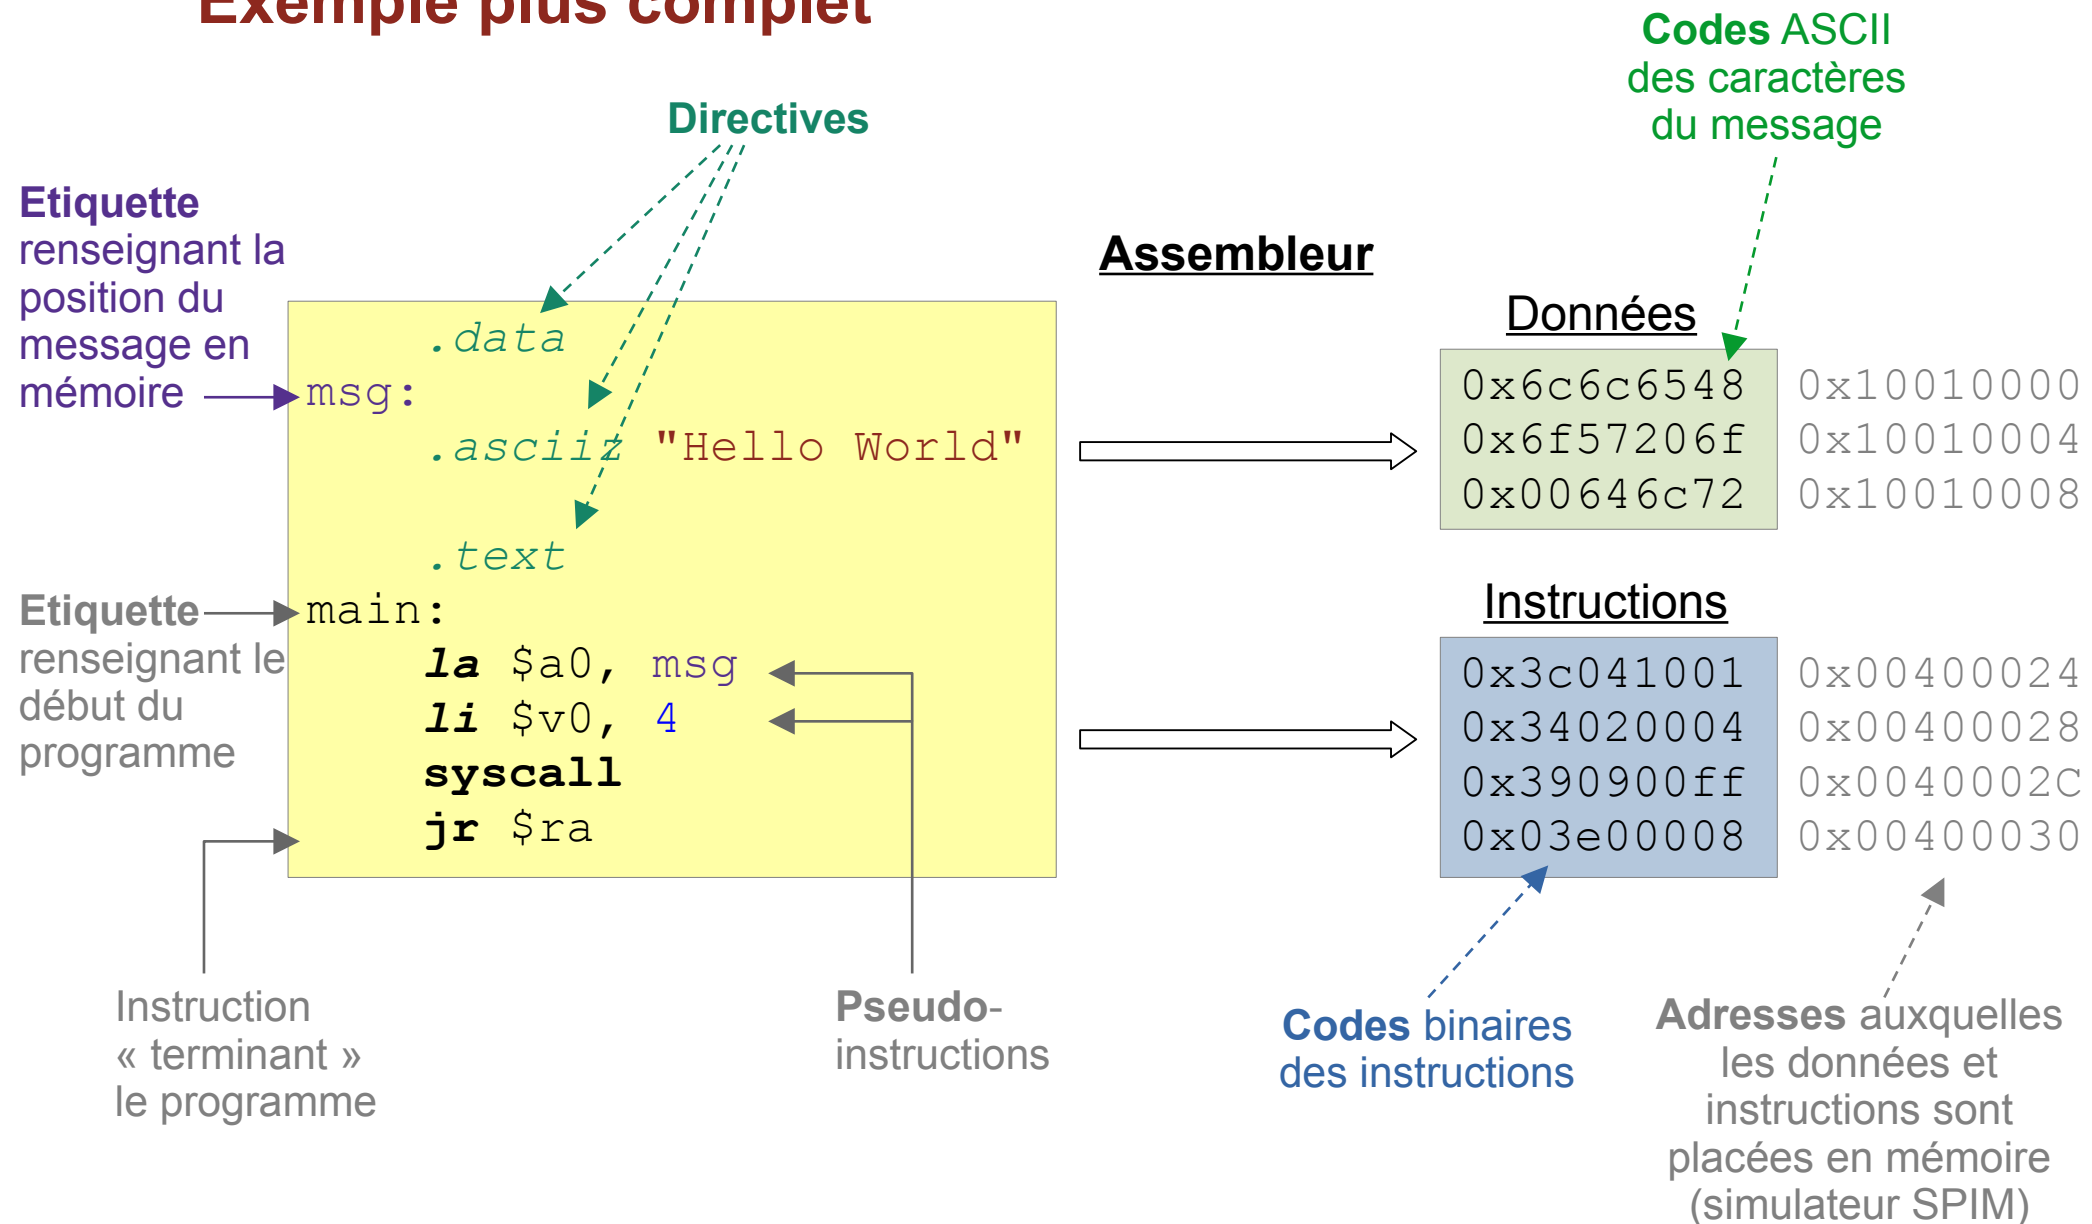 Exemple plus complet
Codes ASCII
des caractères
du message
Directives
Etiquette
renseignant la
position du
message en
mémoire
Assembleur
.data
msg:
.asciiz "Hello World"
.text
main:
la $a0, msg
li $v0, 4
syscall
jr $ra
Données
0x6c6c6548 0x10010000
0x6f57206f 0x10010004
0x00646c72 0x10010008
Etiquette
renseignant le
début du
programme
Instructions
0x3c041001 0x00400024
0x34020004 0x00400028
0x390900ff 0x0040002C
0x03e00008 0x00400030
Instruction
« terminant »
le programme
Pseudo-
instructions
Codes binaires
des instructions
Adresses auxquelles
les données et
instructions sont
placées en mémoire
(simulateur SPIM)